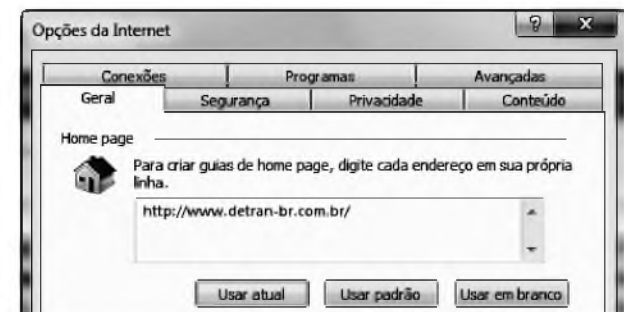 Opções da Internet
? X
Conexões Programas Avançadas
Geral Segurança Privacidade Conteúdo
Home page
Para criar guias de home page, digite cada endereço em sua própria
linha.
http://www.detran-br.com.br/
Usar atual Usar padrão Usar em branco